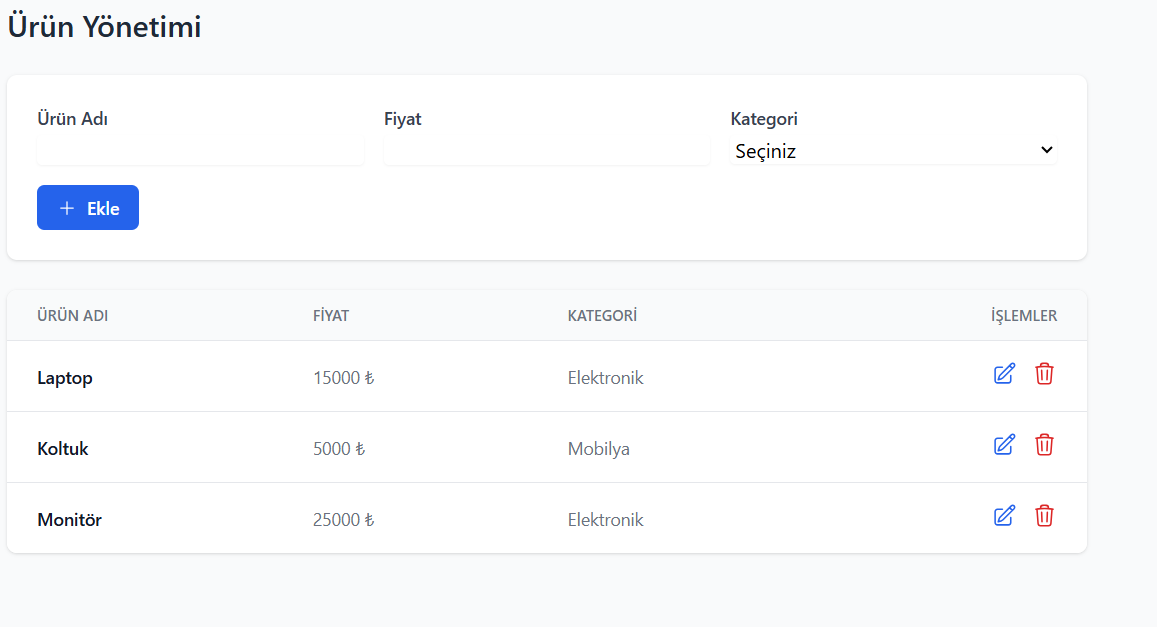 Ürün Yönetimi
Ürün Adı Fiyat Kategori
Seçiniz
Ekle
ÜRÜN ADI FİYAT KATEGORİ İŞLEMLER
Laptop 15000 ₺ Elektronik
Koltuk 5000 ₺ Mobilya
Monitör 25000 ₺ Elektronik